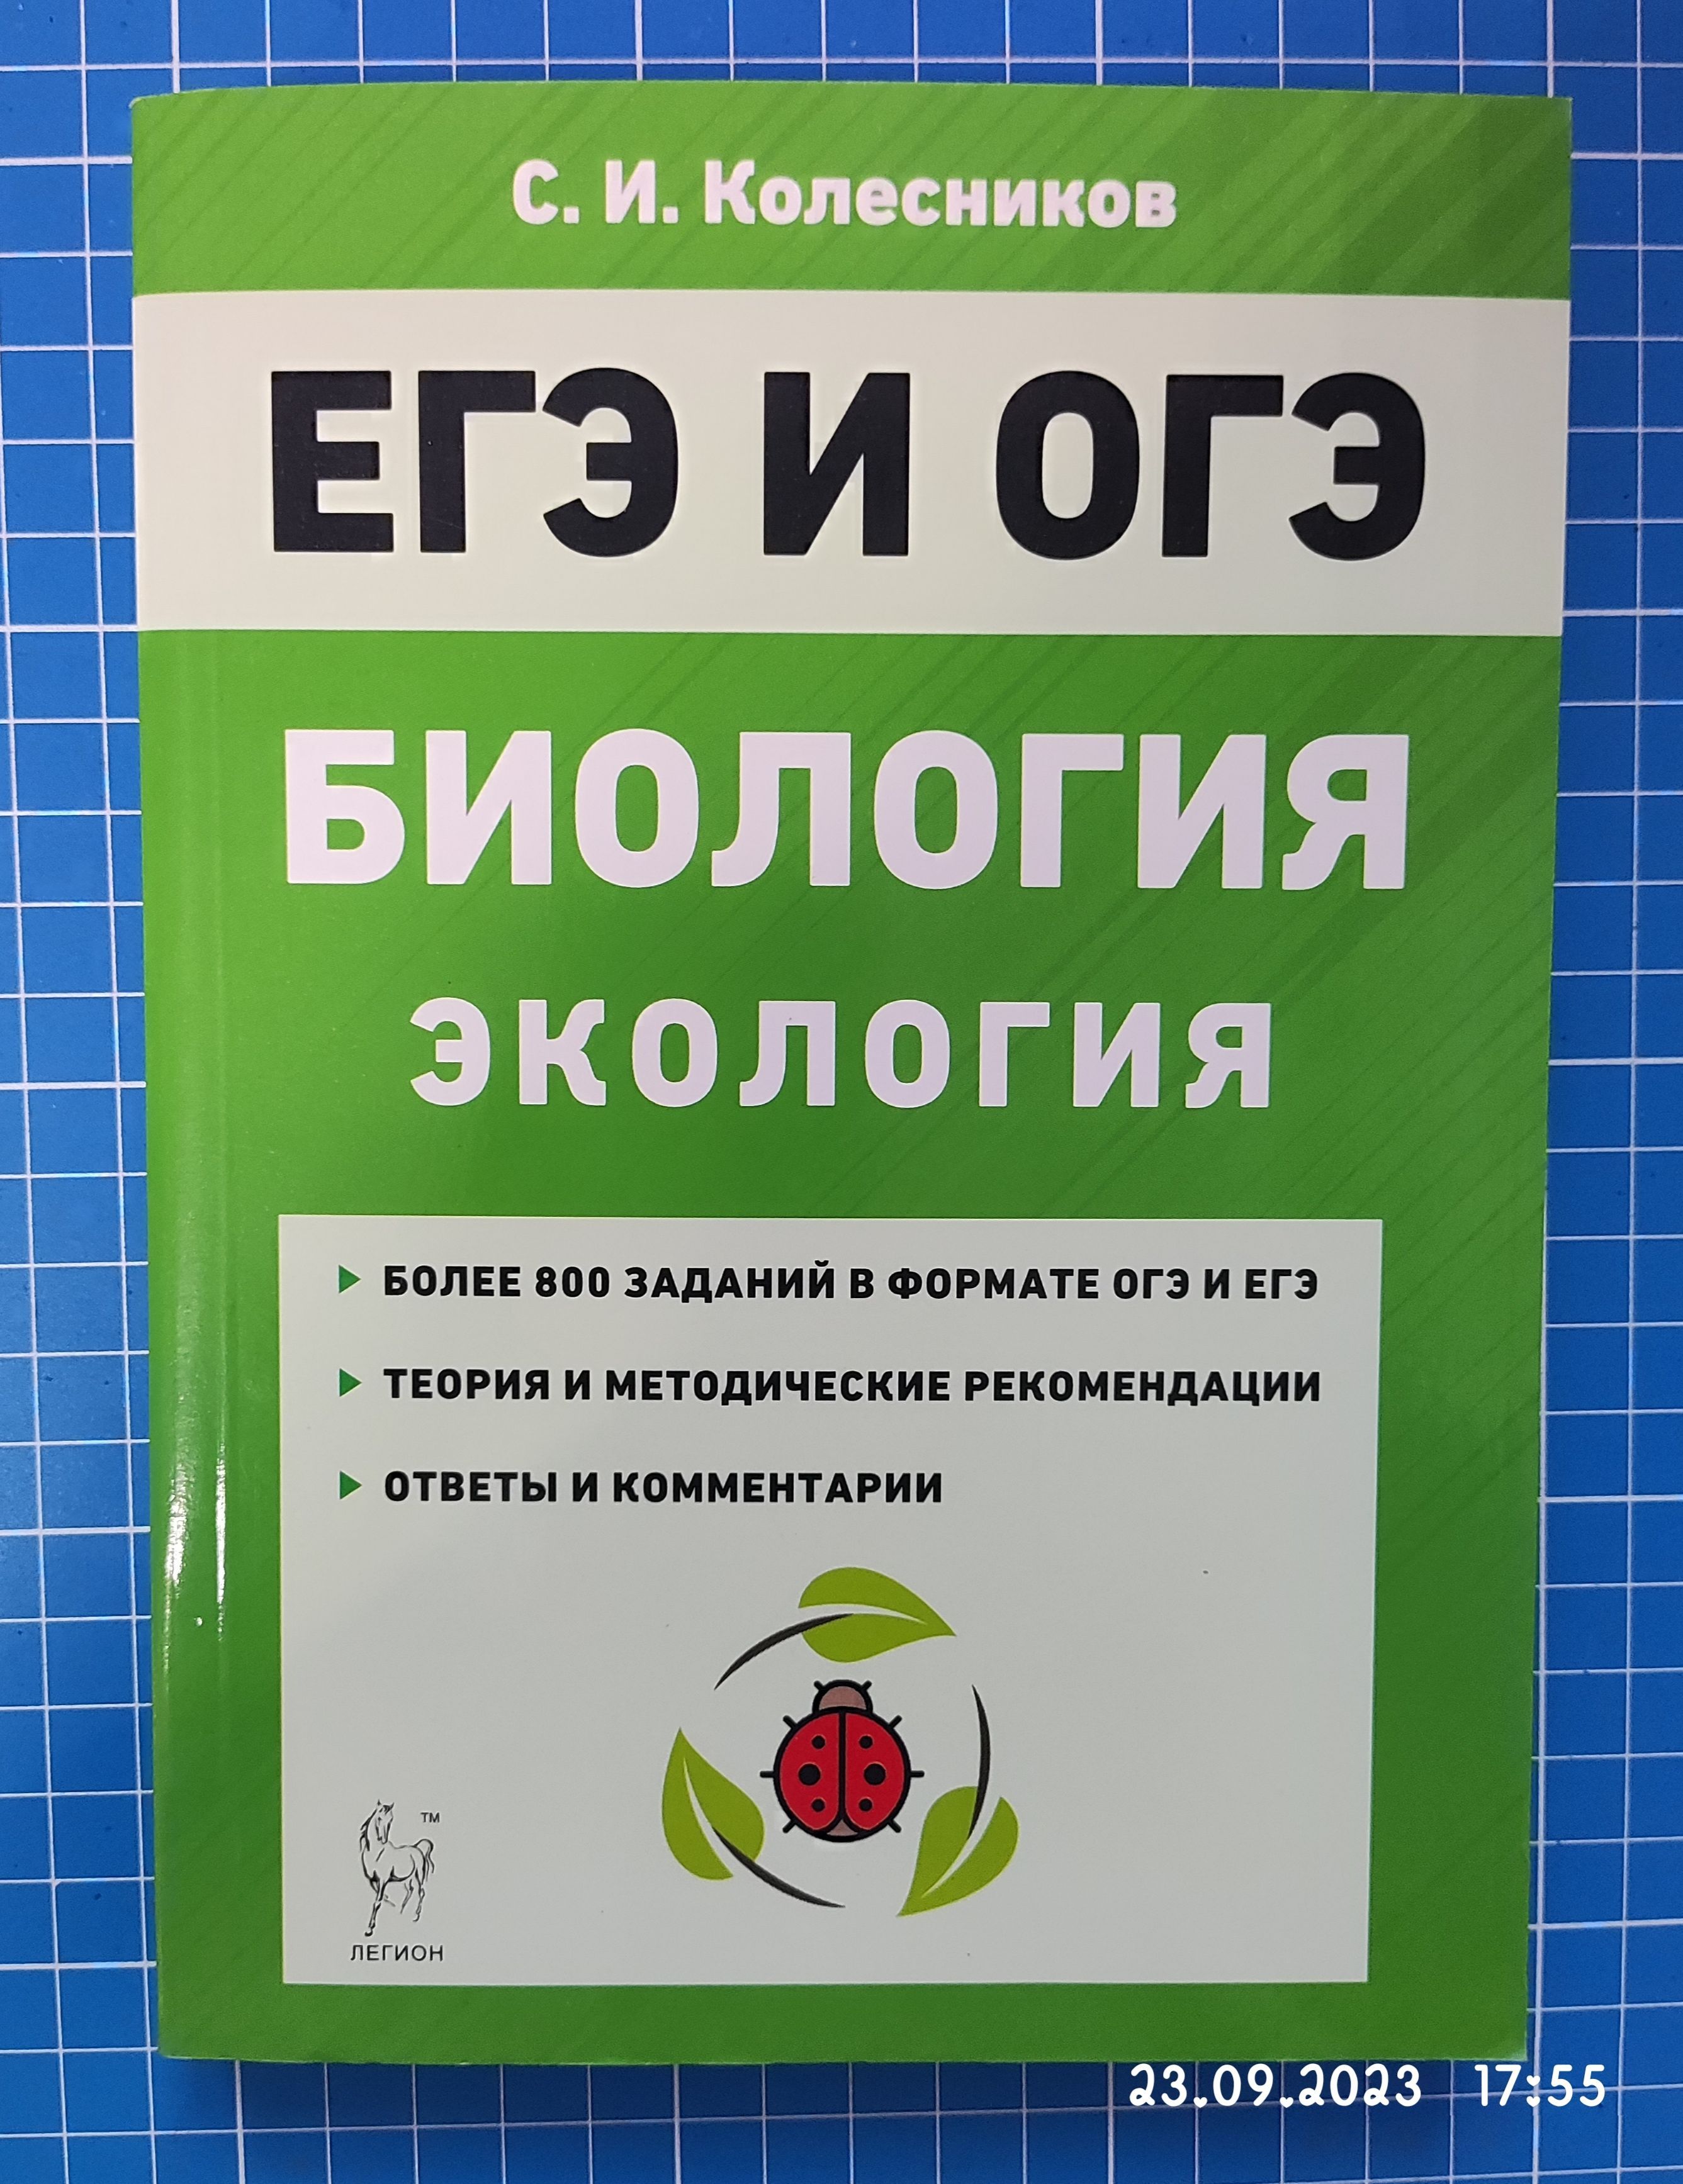 С. И. Колесников
ЕГЭ И ОГЭ
БИОЛОГИЯ
ЭКОЛОГИЯ
БОЛЕЕ 800 ЗАДАНИЙ В ФОРМАТЕ ОГЭ И ЕГЭ
ТЕОРИЯ И МЕТОДИЧЕСКИЕ РЕКОМЕНДАЦИИ
ОТВЕТЫ И КОММЕНТАРИИ
TM
ЛЕГИОН
23.09.2023 17:55